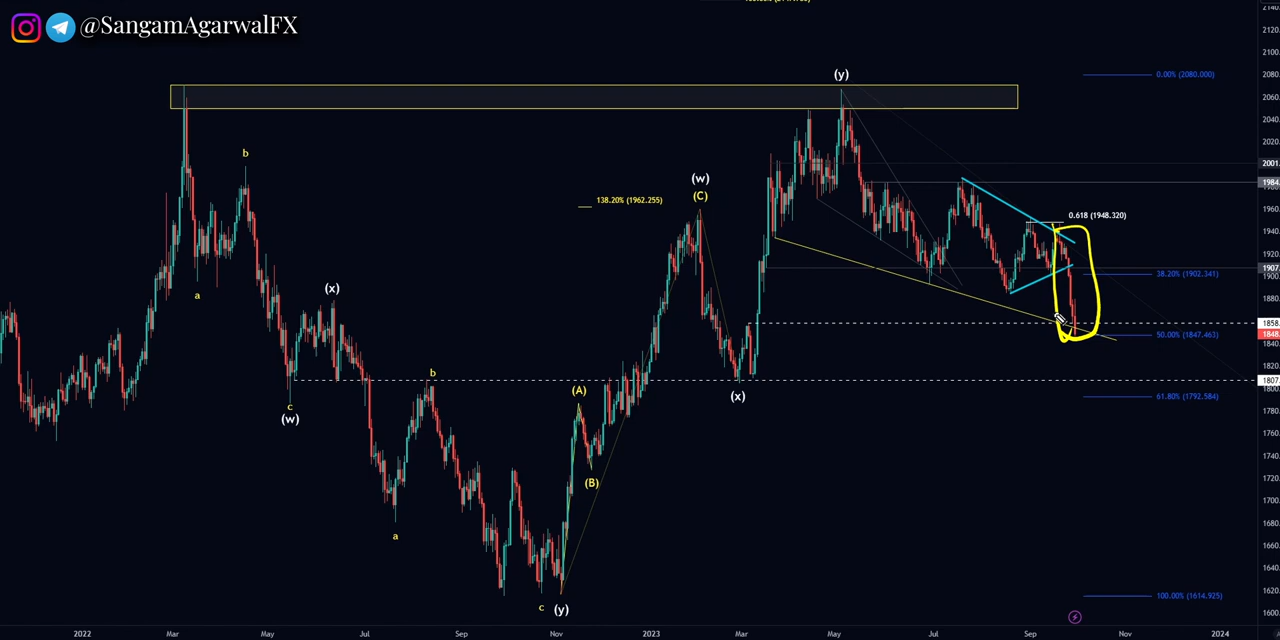 @SangamAgarwalFX
2120.
2100.
(y)
2080.
0.00% (2080.000)
2060.
2040.
b
2020.
2001.
(w)
1984.
(C)
138.20% (1962.255)
1960.
0.618 (1948.320)
1940.
1920.
1907.
38.20% (1902.341)
(x)
a
1880.
1858.
50.00% (1847.463)
1848.
1840.
1820.
b
1807.
(A)
(x)
61.80% (1792.584)
1800.
c
(w)
1780.
1760.
1740.
(B)
1720.
1700.
a
1680.
1660.
1640.
100.00% (1614.925)
1620.
c
(y)
1600.
2022
Mar
May
Jul
Sep
Nov
2023
Mar
May
Jul
Sep
Nov
2024